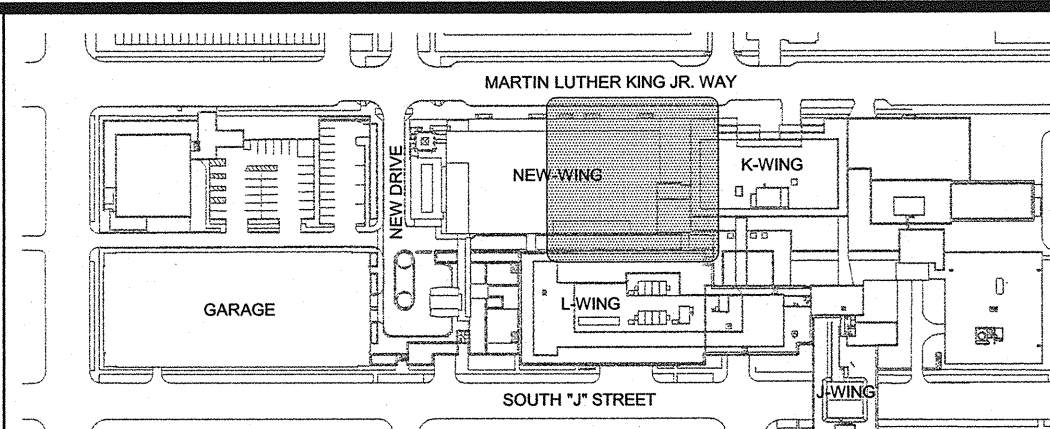 MARTIN LUTHER KING JR. WAY
NEW DRIVE
NEW-WING
K-WING
GARAGE
L-WING
SOUTH "J" STREET
J-WING